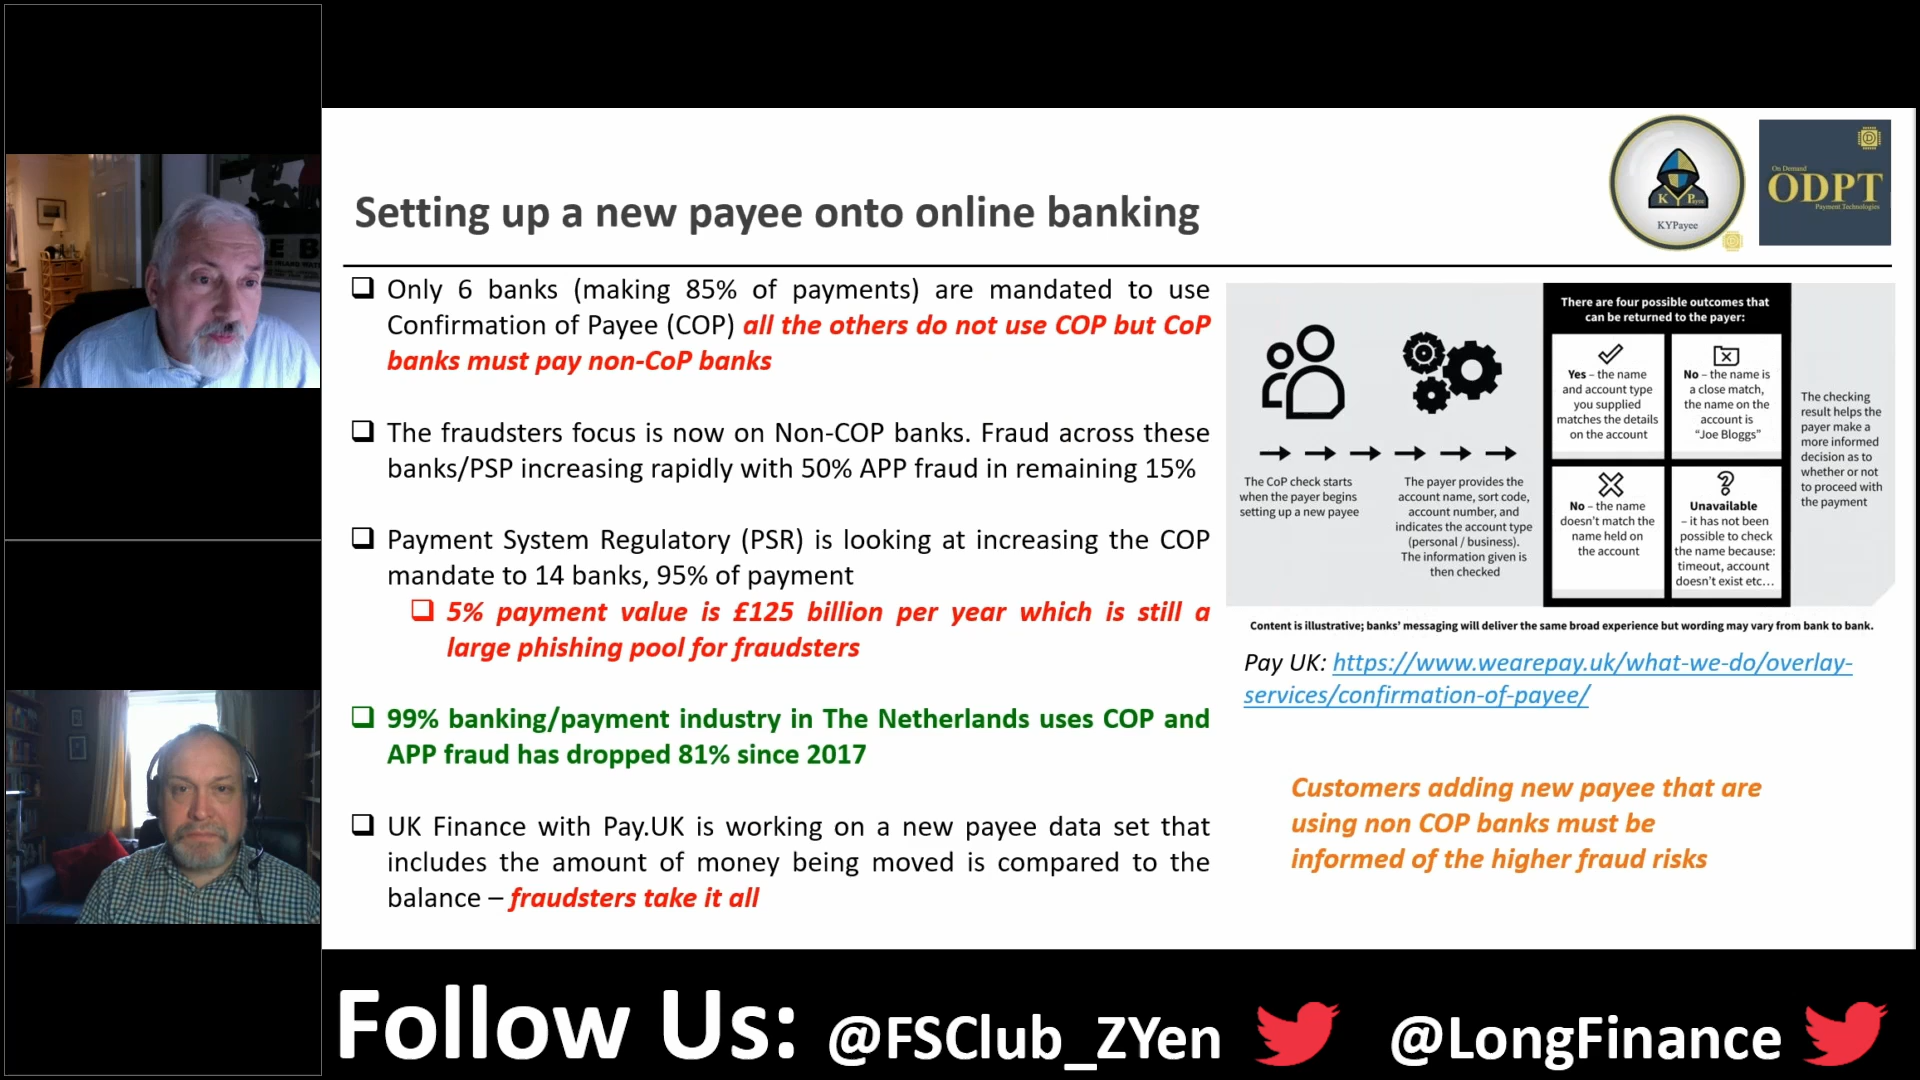 Setting up a new payee onto online banking
KYPayee
On Demand
ODPT
Payment Technologies
❑ Only 6 banks (making 85% of payments) are mandated to use
Confirmation of Payee (COP) all the others do not use COP but CoP
banks must pay non-CoP banks
❑ The fraudsters focus is now on Non-COP banks. Fraud across these
banks/PSP increasing rapidly with 50% APP fraud in remaining 15%
❑ Payment System Regulatory (PSR) is looking at increasing the COP
mandate to 14 banks, 95% of payment
❑ 5% payment value is £125 billion per year which is still a
large phishing pool for fraudsters
❑ 99% banking/payment industry in The Netherlands uses COP and
APP fraud has dropped 81% since 2017
❑ UK Finance with Pay.UK is working on a new payee data set that
includes the amount of money being moved is compared to the
balance – fraudsters take it all
The CoP check starts
when the payer begins
setting up a new payee
The payer provides the
account name, sort code,
account number, and
indicates the account type
(personal / business).
The information given is
then checked
There are four possible outcomes that
can be returned to the payer:
Yes – the name
and account type
you supplied
matches the details
on the account
No – the name is
a close match,
the name on the
account is
“Joe Bloggs”
No – the name
doesn’t match the
name held on
the account
Unavailable
– it has not been
possible to check
the name because:
timeout, account
doesn’t exist etc…
The checking
result helps the
payer make a
more informed
decision as to
whether or not
to proceed with
the payment
Content is illustrative; banks’ messaging will deliver the same broad experience but wording may vary from bank to bank.
Pay UK: https://www.wearepay.uk/what-we-do/overlay-
services/confirmation-of-payee/
Customers adding new payee that are
using non COP banks must be
informed of the higher fraud risks
Follow Us: @FSClub_ZYen @LongFinance